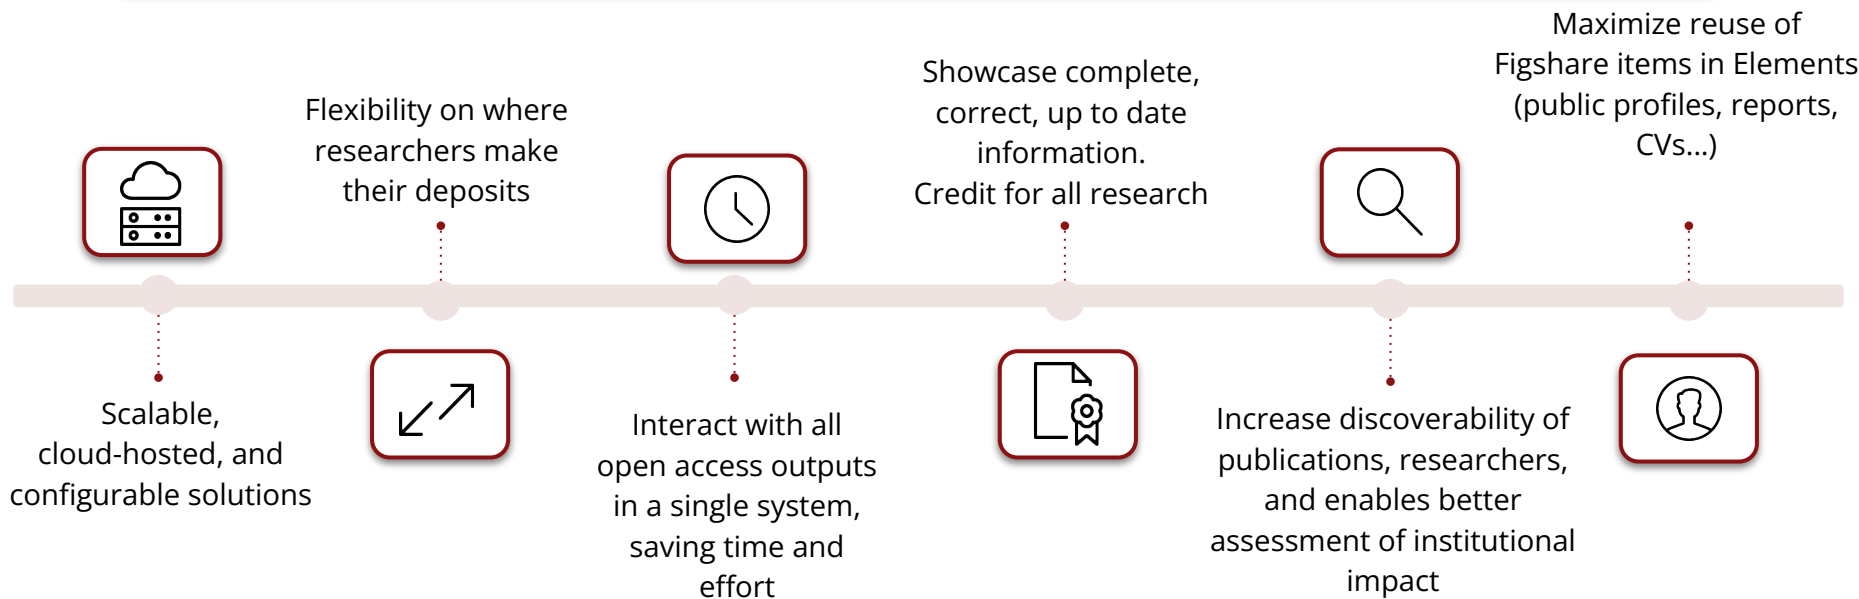 Scalable,
cloud-hosted, and
configurable solutions
Flexibility on where
researchers make
their deposits
Interact with all
open access outputs
in a single system,
saving time and
effort
Showcase complete,
correct, up to date
information.
Credit for all research
Increase discoverability of
publications, researchers,
and enables better
assessment of institutional
impact
Maximize reuse of
Figshare items in Elements
(public profiles, reports,
CVs...)